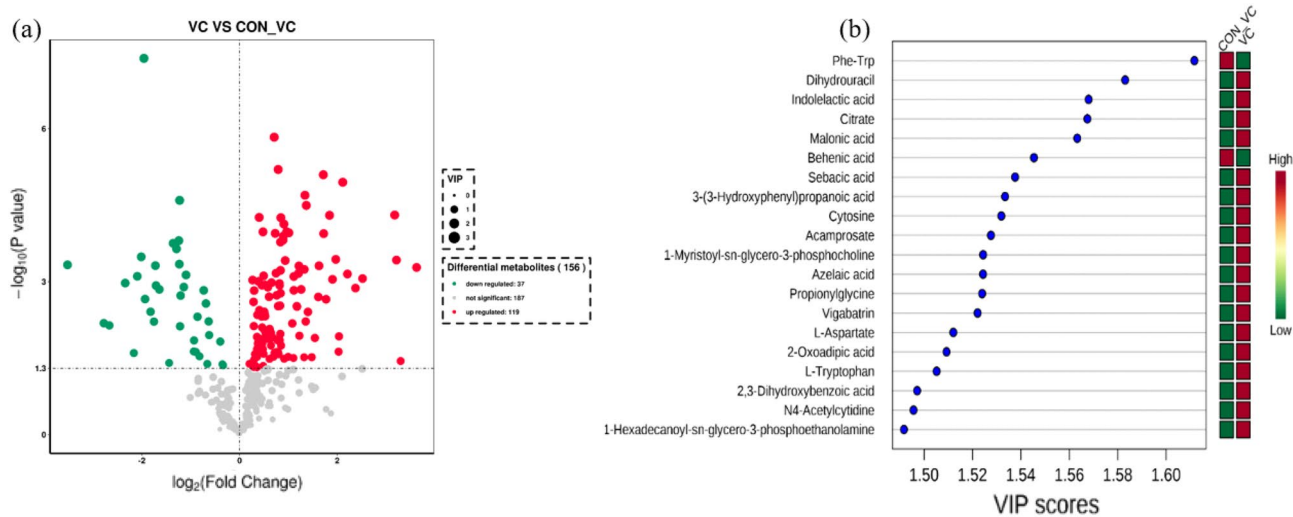 (a)
VC VS CON_VC
6
3
1.3
0
-2
0
2
−log10(P value)
log2(Fold Change)
VIP
0
1
2
3
Differential metabolites ( 156 )
down regulated: 37
not significant: 187
up regulated: 119
(b)
CON_VC
VC
Phe-Trp
Dihydrouracil
Indolelactic acid
Citrate
Malonic acid
Behenic acid
Sebacic acid
3-(3-Hydroxyphenyl)propanoic acid
Cytosine
Acamprosate
1-Myristoyl-sn-glycero-3-phosphocholine
Azelaic acid
Propionylglycine
Vigabatrin
L-Aspartate
2-Oxoadipic acid
L-Tryptophan
2,3-Dihydroxybenzoic acid
N4-Acetylcytidine
1-Hexadecanoyl-sn-glycero-3-phosphoethanolamine
High
Low
1.50
1.52
1.54
1.56
1.58
1.60
VIP scores